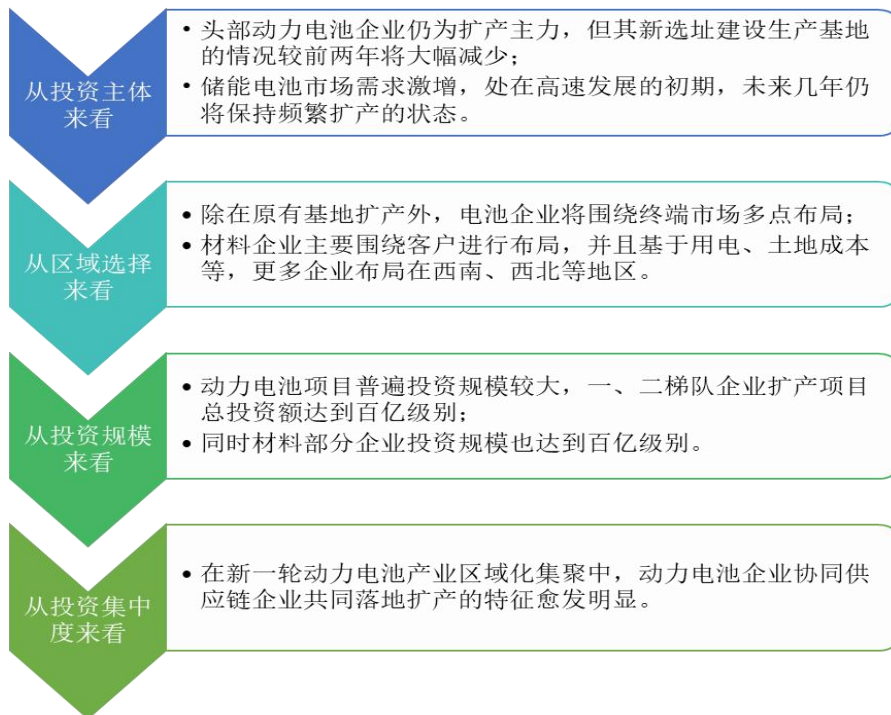 从投资主体
来看
• 头部动力电池企业仍为扩产主力，但其新选址建设生产基地
的情况较前两年将大幅减少；
• 储能电池市场需求激增，处在高速发展的初期，未来几年仍
将保持频繁扩产的状态。
从区域选择
来看
• 除在原有基地扩产外，电池企业将围绕终端市场多点布局；
• 材料企业主要围绕客户进行布局，并且基于用电、土地成本
等，更多企业布局在西南、西北等地区。
从投资规模
来看
• 动力电池项目普遍投资规模较大，一、二梯队企业扩产项目
总投资额达到百亿级别；
• 同时材料部分企业投资规模也达到百亿级别。
从投资集中
度来看
• 在新一轮动力电池产业区域化集聚中，动力电池企业协同供
应链企业共同落地扩产的特征愈发明显。